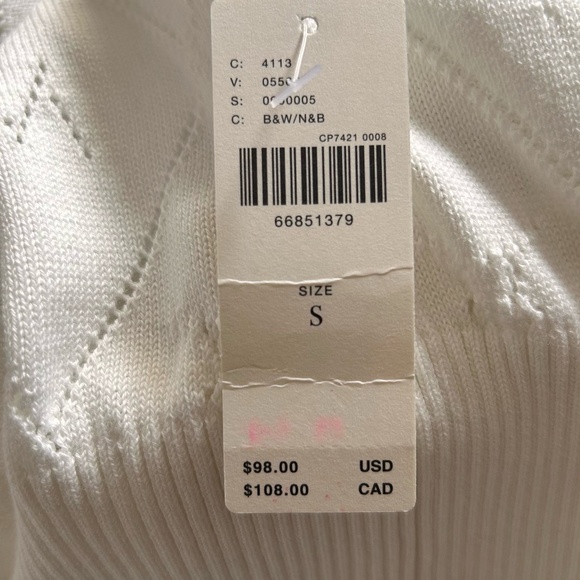 C: 4113
V:
S:
C: B&W/N&B
CP7421 0008
66851379
SIZE
S
$98.00 USD
$108.00 CAD